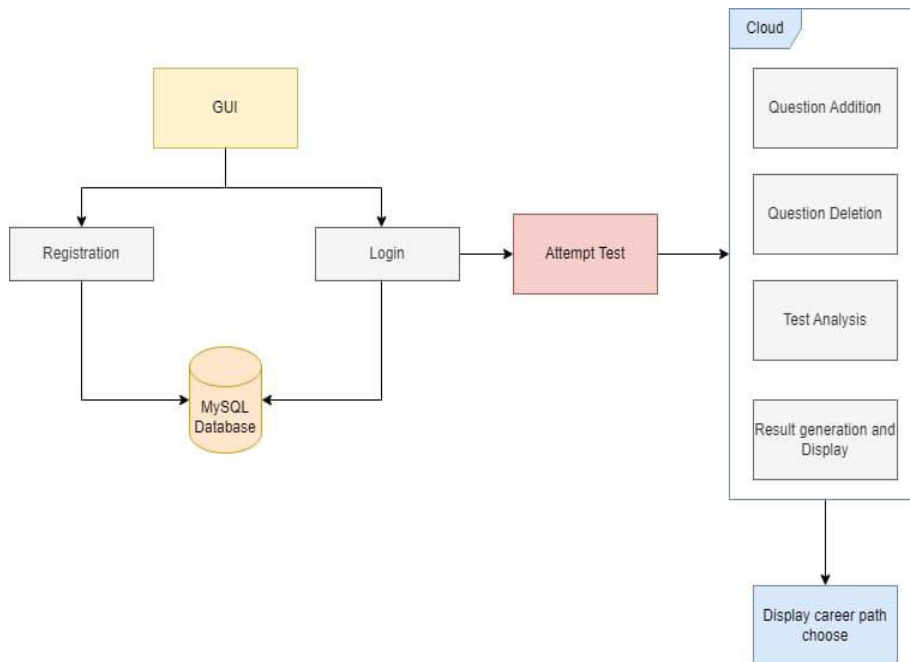 Cloud
GUI
Question Addition
Question Deletion
Registration
Login
Attempt Test
Test Analysis
MySQL
Database
Result generation and
Display
Display career path
choose